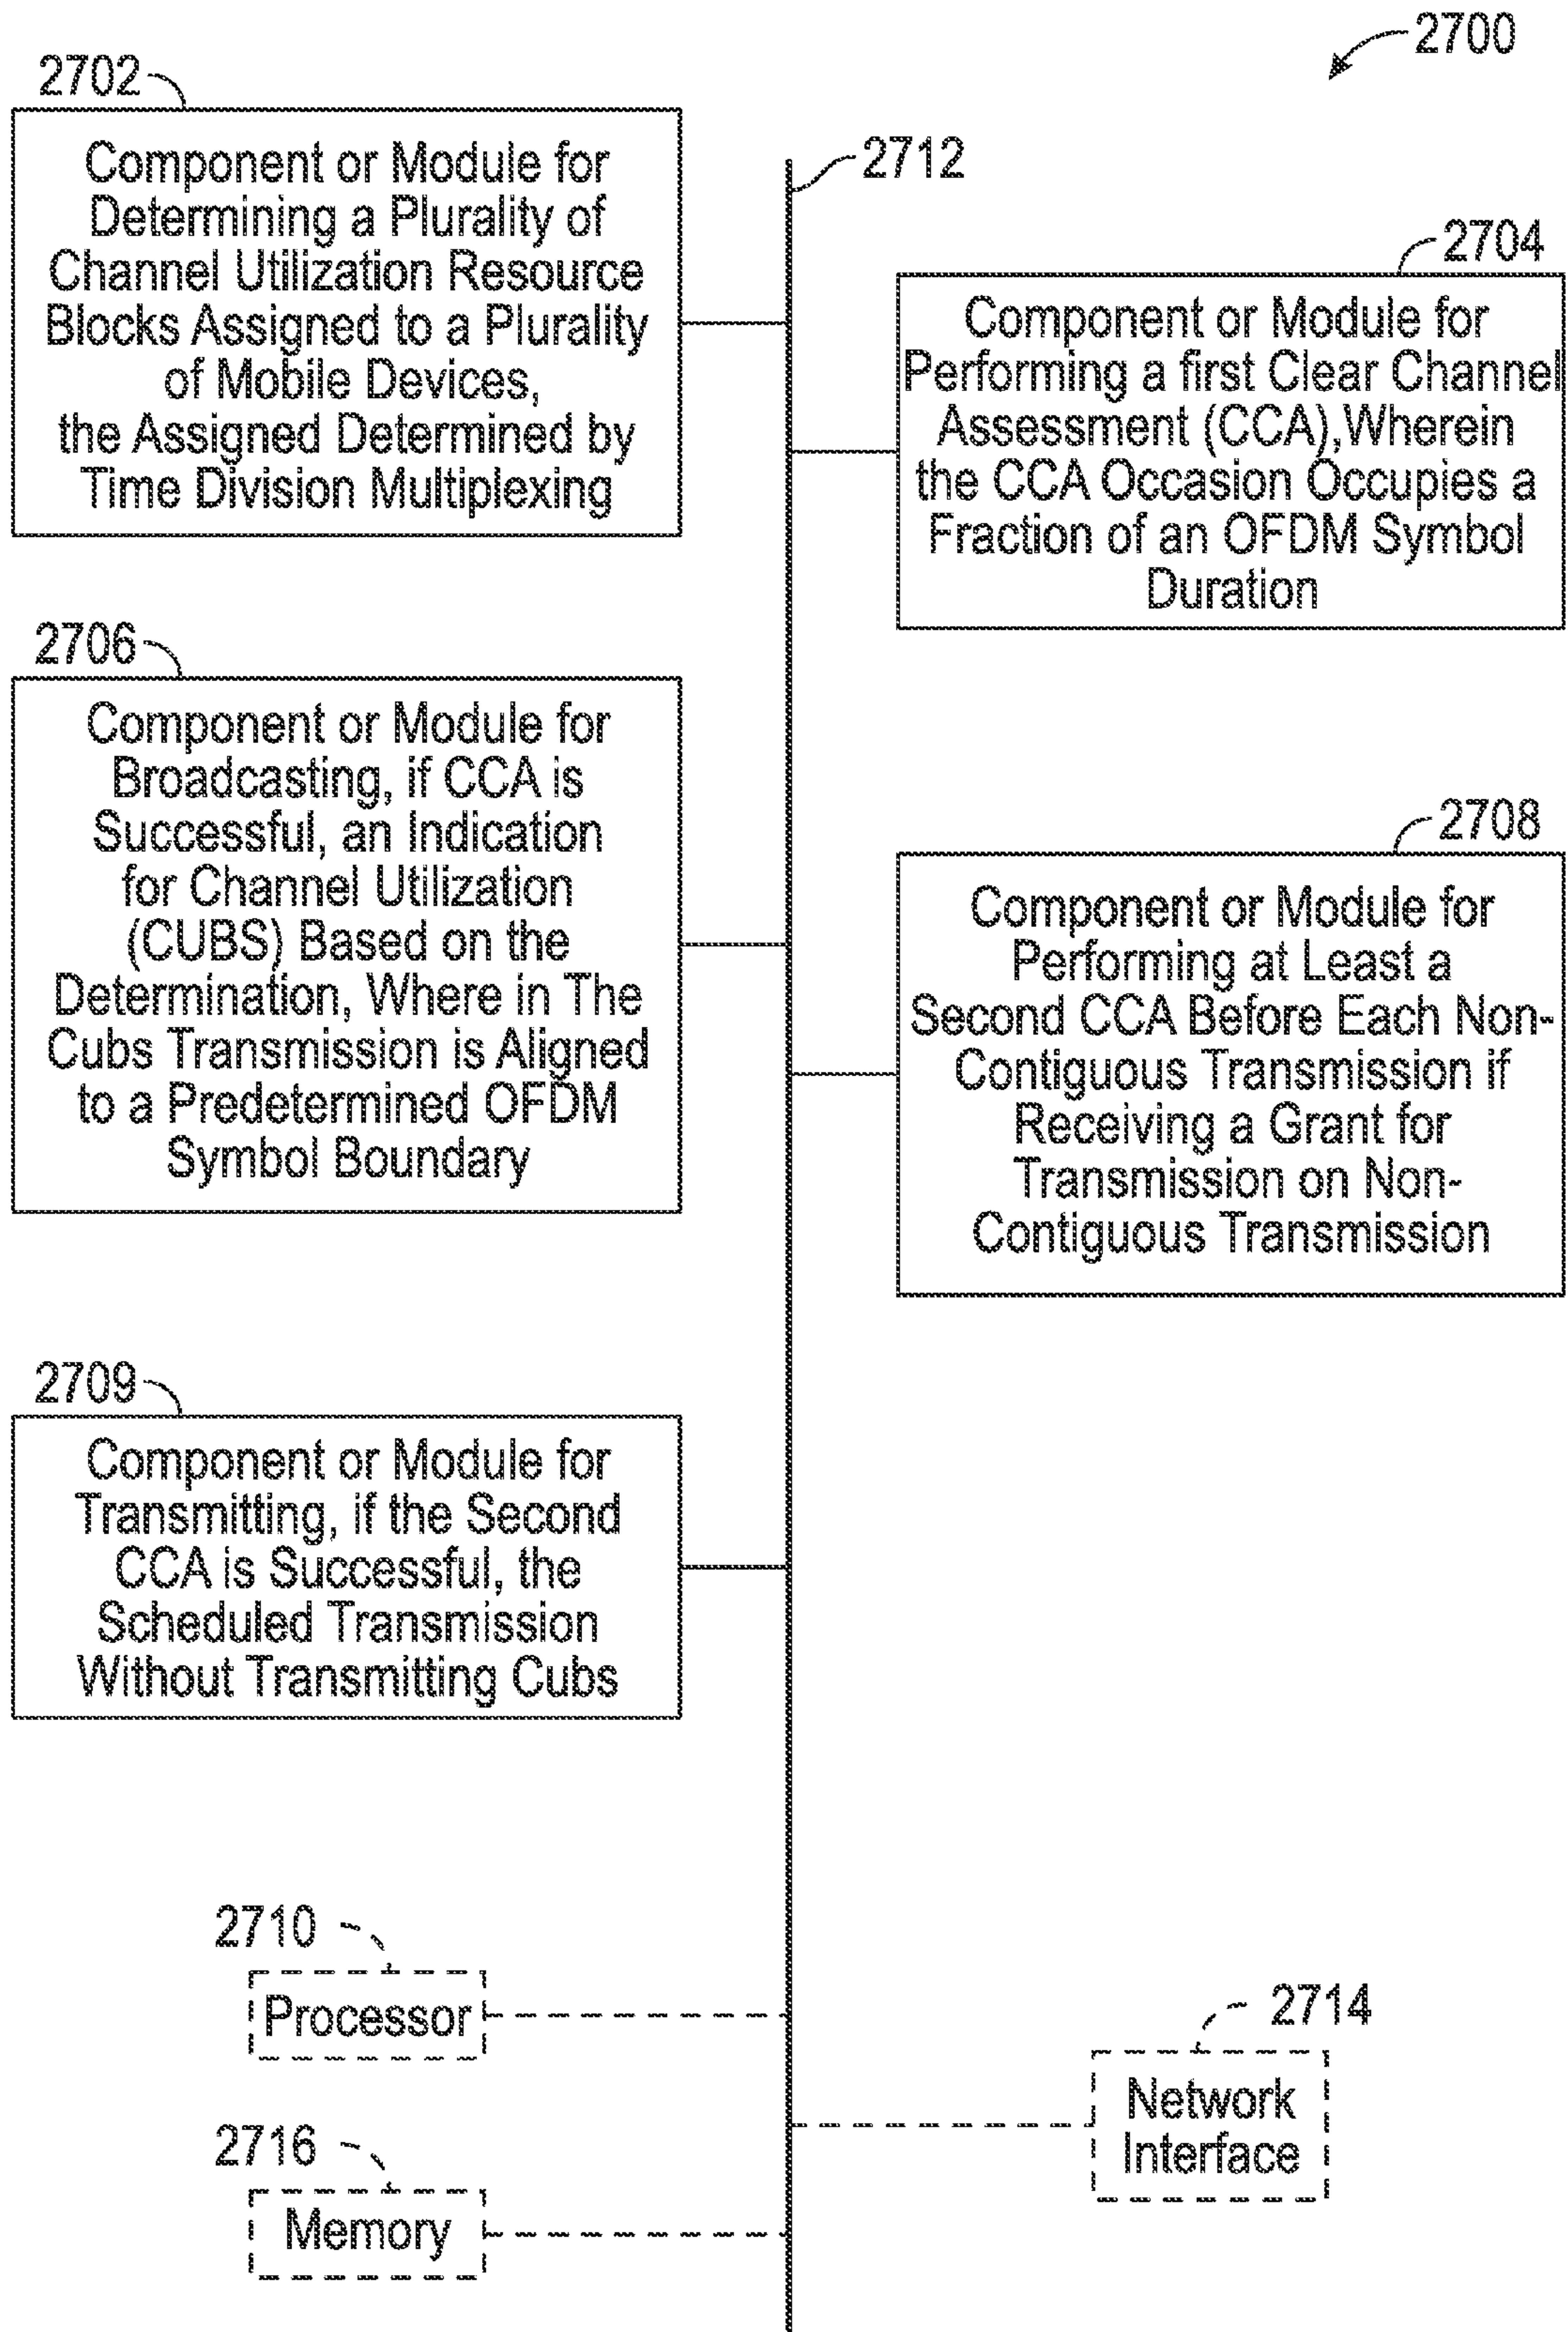 2700
2702
Component or Module for
Determining a Plurality of
Channel Utilization Resource
Blocks Assigned to a Plurality
of Mobile Devices,
the Assigned Determined by
Time Division Multiplexing
2712
2704
Component or Module for
Performing a first Clear Channel
Assessment (CCA),Wherein
the CCA Occasion Occupies a
Fraction of an OFDM Symbol
Duration
2706
Component or Module for
Broadcasting, if CCA is
Successful, an Indication
for Channel Utilization
(CUBS) Based on the
Determination, Where in The
Cubs Transmission is Aligned
to a Predetermined OFDM
Symbol Boundary
2708
Component or Module for
Performing at Least a
Second CCA Before Each Non-
Contiguous Transmission if
Receiving a Grant for
Transmission on Non-
Contiguous Transmission
2709
Component or Module for
Transmitting, if the Second
CCA is Successful, the
Scheduled Transmission
Without Transmitting Cubs
2710
Processor
2714
Network
Interface
2716
Memory